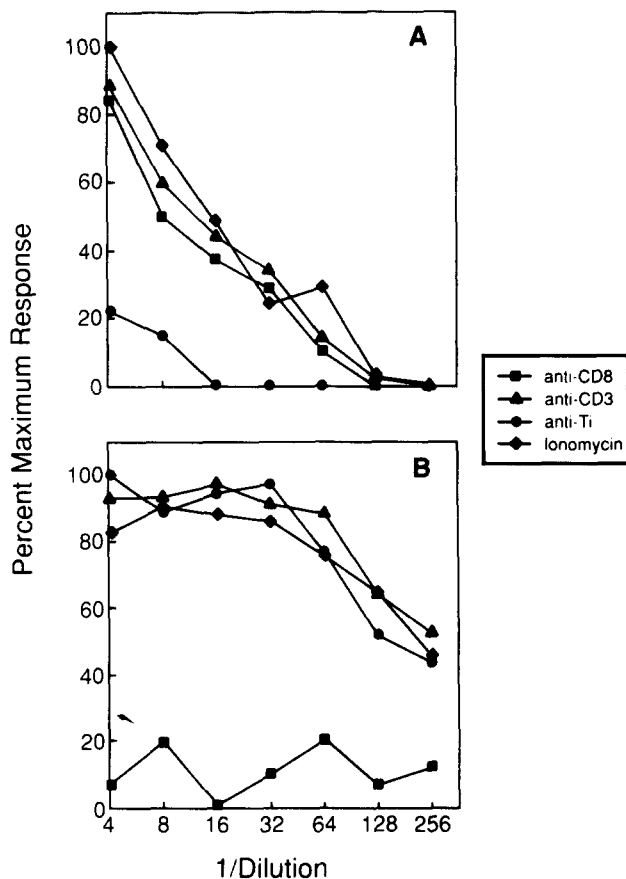 A
100
80
60
40
20
0
Percent Maximum Response
anti-CD8
anti-CD3
anti-Ti
Ionomycin
B
100
80
60
40
20
0
4 8 16 32 64 128 256
1/Dilution